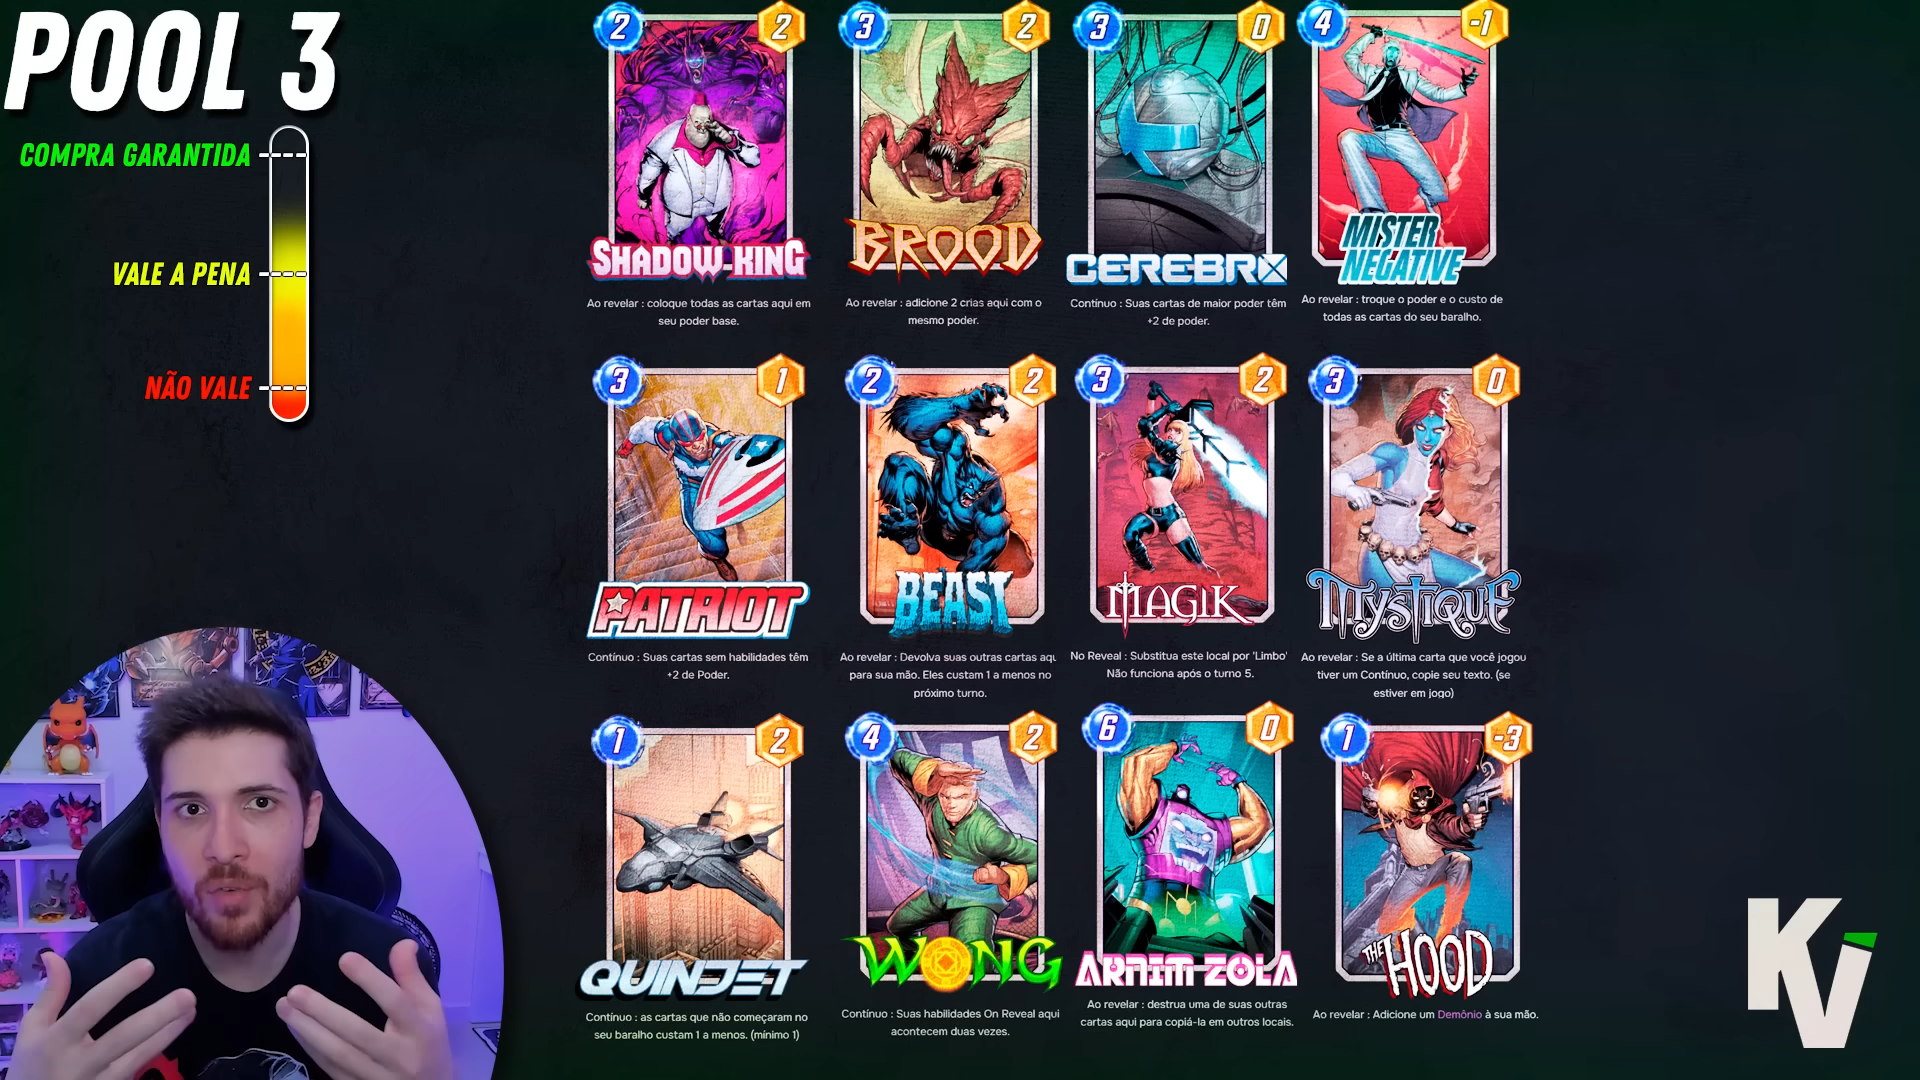 POOL 3
COMPRA GARANTIDA
VALE A PENA
NÃO VALE
2 2
SHADOW KING
Ao revelar : coloque todas as cartas aqui em
seu poder base.
3 2
BROOD
Ao revelar : adicione 2 crias aqui com o
mesmo poder.
3 0
CEREBRO
Contínuo : Suas cartas de maior poder têm
+2 de poder.
4 -1
MISTER
NEGATIVE
Ao revelar : troque o poder e o custo de
todas as cartas do seu baralho.
3 1
PATRIOT
Contínuo : Suas cartas sem habilidades têm
+2 de Poder.
2 2
BEAST
Ao revelar : Devolva suas outras cartas aqu
para sua mão. Eles custam 1 a menos no
próximo turno.
3 2
MAGIK
No Reveal : Substitua este local por 'Limbo'
Não funciona após o turno 5.
3 0
MYSTIQUE
Ao revelar : Se a última carta que você jogou
tiver um Contínuo, copie seu texto. (se
estiver em jogo)
1 2
QUINJET
Contínuo : as cartas que não começaram no
seu baralho custam 1 a menos. (mínimo 1)
4 2
WONG
Contínuo : Suas habilidades On Reveal aqui
acontecem duas vezes.
6 0
ARNIM ZOLA
Ao revelar : destrua uma de suas outras
cartas aqui para copiá-la em outros locais.
1 -3
THE HOOD
Ao revelar : Adicione um Demônio à sua mão.
KV